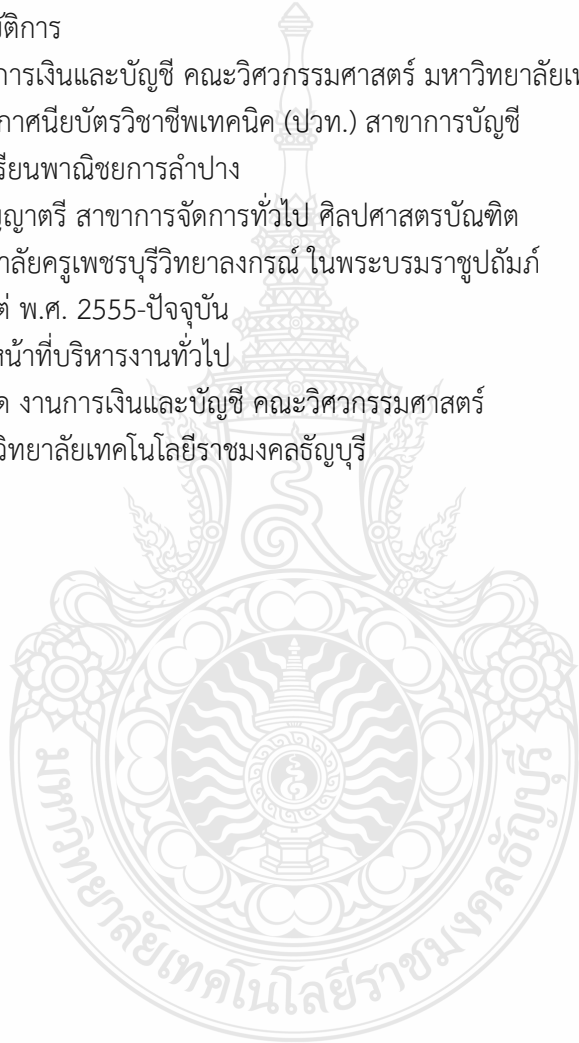 ัติการ
การเงินและบัญชี คณะวิศวกรรมศาสตร์ มหาวิทยาลัยเท
กาศนียบัตรวิชาชีพเทคนิค (ปวท.) สาขาการบัญชี
รียนพาณิชยการลำปาง
ญญาตรี สาขาการจัดการทั่วไป ศิลปศาสตรบัณฑิต
าลัยครูเพชรบุรีวิทยาลงกรณ์ ในพระบรมราชูปถัมภ์
ต่ พ.ศ. 2555-ปัจจุบัน
หน้าที่บริหารงานทั่วไป
ด งานการเงินและบัญชี คณะวิศวกรรมศาสตร์
วิทยาลัยเทคโนโลยีราชมงคลธัญบุรี
มหาวิทยาลัยเทคโนโลยีราชมงคลธัญบุรี